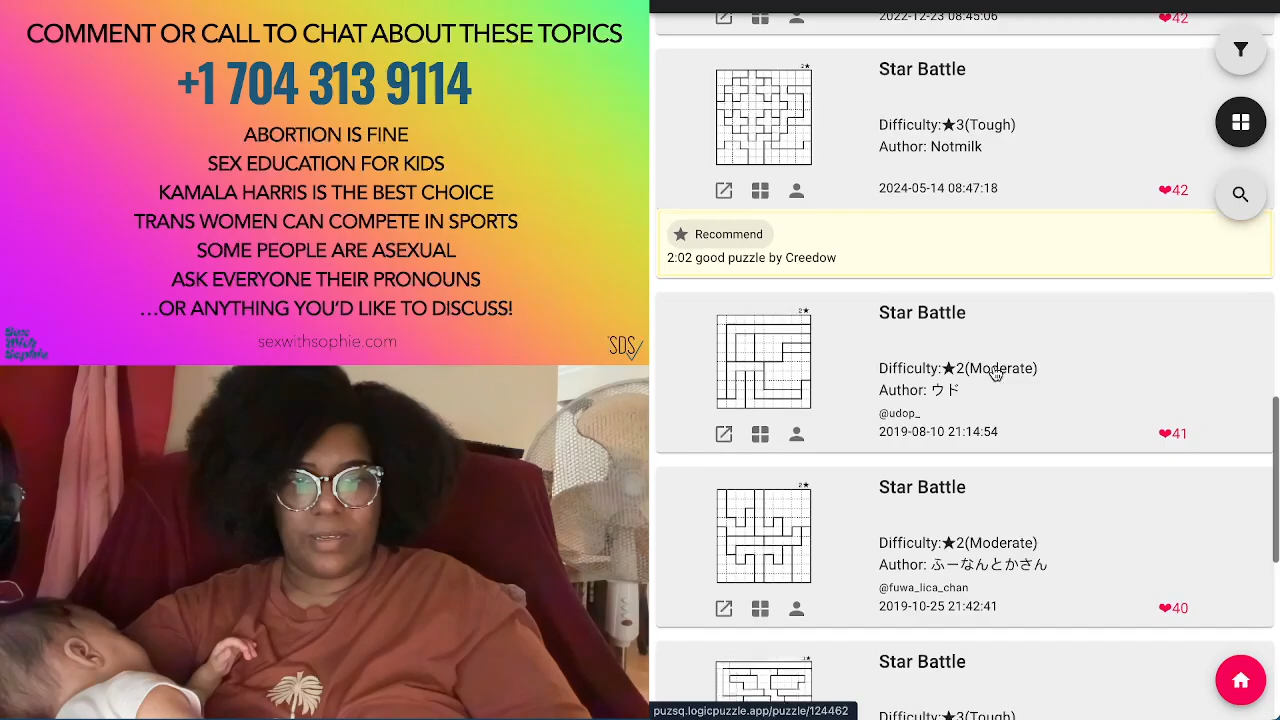 COMMENT OR CALL TO CHAT ABOUT THESE TOPICS
+1 704 313 9114
ABORTION IS FINE
SEX EDUCATION FOR KIDS
KAMALA HARRIS IS THE BEST CHOICE
TRANS WOMEN CAN COMPETE IN SPORTS
SOME PEOPLE ARE ASEXUAL
ASK EVERYONE THEIR PRONOUNS
...OR ANYTHING YOU'D LIKE TO DISCUSS!
sexwithsophie.com
Sex
With
Sophie
SDS
2022-12-23 08:45:06
❤42
2★
Star Battle
Difficulty:★3(Tough)
Author: Notmilk
2024-05-14 08:47:18
❤42
★ Recommend
2:02 good puzzle by Creedow
2★
Star Battle
Difficulty:★2(Moderate)
Author: ウド
@udop_
2019-08-10 21:14:54
❤41
2★
Star Battle
Difficulty:★2(Moderate)
Author: ふーなんとかさん
@fuwa_lica_chan
2019-10-25 21:42:41
❤40
Star Battle
Difficulty:★3(Tough)
puzsq.logicpuzzle.app/puzzle/124462